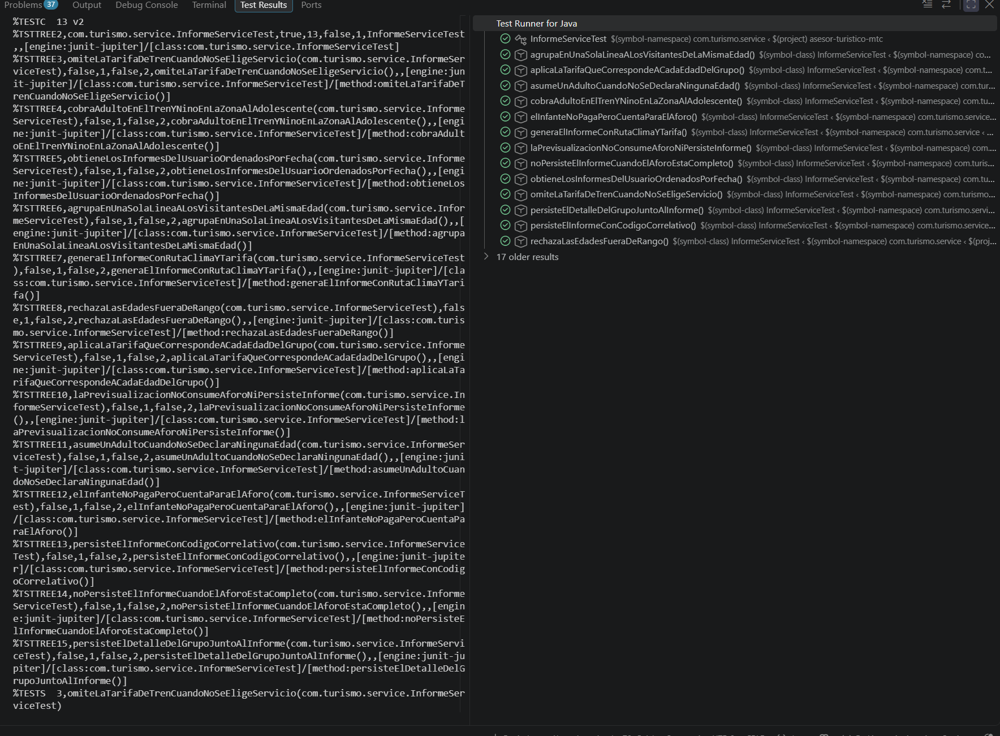 Problems 37 Output Debug Console Terminal Test Results Ports
%TESTC  13 v2
%TSTTREE2,com.turismo.service.InformeServiceTest,true,13,false,1,InformeServiceTest
,,[engine:junit-jupiter]/[class:com.turismo.service.InformeServiceTest]
%TSTTREE3,omiteLaTarifaDeTrenCuandoNoSeEligeServicio(com.turismo.service.InformeSer
viceTest),false,1,false,2,omiteLaTarifaDeTrenCuandoNoSeEligeServicio(),,[engine:jun
it-jupiter]/[class:com.turismo.service.InformeServiceTest]/[method:omiteLaTarifaDeT
renCuandoNoSeEligeServicio()]
%TSTTREE4,cobraAdultoEnElTrenYNinoEnLaZonaAlAdolescente(com.turismo.service.Informe
ServiceTest),false,1,false,2,cobraAdultoEnElTrenYNinoEnLaZonaAlAdolescente(),,[engi
ne:junit-jupiter]/[class:com.turismo.service.InformeServiceTest]/[method:cobraAdult
oEnElTrenYNinoEnLaZonaAlAdolescente()]
%TSTTREE5,obtieneLosInformesDelUsuarioOrdenadosPorFecha(com.turismo.service.Informe
ServiceTest),false,1,false,2,obtieneLosInformesDelUsuarioOrdenadosPorFecha(),,[engi
ne:junit-jupiter]/[class:com.turismo.service.InformeServiceTest]/[method:obtieneLos
InformesDelUsuarioOrdenadosPorFecha()]
%TSTTREE6,agrupaEnUnaSolaLineaALosVisitantesDeLaMismaEdad(com.turismo.service.Infor
meServiceTest),false,1,false,2,agrupaEnUnaSolaLineaALosVisitantesDeLaMismaEdad(),,[
engine:junit-jupiter]/[class:com.turismo.service.InformeServiceTest]/[method:agrupa
EnUnaSolaLineaALosVisitantesDeLaMismaEdad()]
%TSTTREE7,generaElInformeConRutaClimaYTarifa(com.turismo.service.InformeServiceTest
),false,1,false,2,generaElInformeConRutaClimaYTarifa(),,[engine:junit-jupiter]/[cla
ss:com.turismo.service.InformeServiceTest]/[method:generaElInformeConRutaClimaYTari
fa()]
%TSTTREE8,rechazaLasEdadesFueraDeRango(com.turismo.service.InformeServiceTest),fals
e,1,false,2,rechazaLasEdadesFueraDeRango(),,[engine:junit-jupiter]/[class:com.turis
mo.service.InformeServiceTest]/[method:rechazaLasEdadesFueraDeRango()]
%TSTTREE9,aplicaLaTarifaQueCorrespondeACadaEdadDelGrupo(com.turismo.service.Informe
ServiceTest),false,1,false,2,aplicaLaTarifaQueCorrespondeACadaEdadDelGrupo(),,[engi
ne:junit-jupiter]/[class:com.turismo.service.InformeServiceTest]/[method:aplicaLaTa
rifaQueCorrespondeACadaEdadDelGrupo()]
%TSTTREE10,laPrevisualizacionNoConsumeAforoNiPersisteInforme(com.turismo.service.In
formeServiceTest),false,1,false,2,laPrevisualizacionNoConsumeAforoNiPersisteInforme
(),,[engine:junit-jupiter]/[class:com.turismo.service.InformeServiceTest]/[method:l
aPrevisualizacionNoConsumeAforoNiPersisteInforme()]
%TSTTREE11,asumeUnAdultoCuandoNoSeDeclaraNingunaEdad(com.turismo.service.InformeSer
viceTest),false,1,false,2,asumeUnAdultoCuandoNoSeDeclaraNingunaEdad(),,[engine:juni
t-jupiter]/[class:com.turismo.service.InformeServiceTest]/[method:asumeUnAdultoCuan
doNoSeDeclaraNingunaEdad()]
%TSTTREE12,elInfanteNoPagaPeroCuentaParaElAforo(com.turismo.service.InformeServiceT
est),false,1,false,2,elInfanteNoPagaPeroCuentaParaElAforo(),,[engine:junit-jupiter]
/[class:com.turismo.service.InformeServiceTest]/[method:elInfanteNoPagaPeroCuentaPa
raElAforo()]
%TSTTREE13,persisteElInformeConCodigoCorrelativo(com.turismo.service.InformeService
Test),false,1,false,2,persisteElInformeConCodigoCorrelativo(),,[engine:junit-jupite
r]/[class:com.turismo.service.InformeServiceTest]/[method:persisteElInformeConCodig
oCorrelativo()]
%TSTTREE14,noPersisteElInformeCuandoElAforoEstaCompleto(com.turismo.service.Informe
ServiceTest),false,1,false,2,noPersisteElInformeCuandoElAforoEstaCompleto(),,[engin
e:junit-jupiter]/[class:com.turismo.service.InformeServiceTest]/[method:noPersisteE
lInformeCuandoElAforoEstaCompleto()]
%TSTTREE15,persisteElDetalleDelGrupoJuntoAlInforme(com.turismo.service.InformeServi
ceTest),false,1,false,2,persisteElDetalleDelGrupoJuntoAlInforme(),,[engine:junit-ju
piter]/[class:com.turismo.service.InformeServiceTest]/[method:persisteElDetalleDelG
rupoJuntoAlInforme()]
%TESTS  3,omiteLaTarifaDeTrenCuandoNoSeEligeServicio(com.turismo.service.InformeSer
viceTest)
Test Runner for Java
InformeServiceTest $(symbol-namespace) com.turismo.service ‹ $(project) asesor-turistico-mtc
agrupaEnUnaSolaLineaALosVisitantesDeLaMismaEdad() $(symbol-class) InformeServiceTest ‹ $(symbol-namespace) co...
aplicaLaTarifaQueCorrespondeACadaEdadDelGrupo() $(symbol-class) InformeServiceTest ‹ $(symbol-namespace) com.t...
asumeUnAdultoCuandoNoSeDeclaraNingunaEdad() $(symbol-class) InformeServiceTest ‹ $(symbol-namespace) com.tur...
cobraAdultoEnElTrenYNinoEnLaZonaAlAdolescente() $(symbol-class) InformeServiceTest ‹ $(symbol-namespace) com.tu...
elInfanteNoPagaPeroCuentaParaElAforo() $(symbol-class) InformeServiceTest ‹ $(symbol-namespace) com.turismo.service...
generaElInformeConRutaClimaYTarifa() $(symbol-class) InformeServiceTest ‹ $(symbol-namespace) com.turismo.service ‹ ...
laPrevisualizacionNoConsumeAforoNiPersisteInforme() $(symbol-class) InformeServiceTest ‹ $(symbol-namespace) com....
noPersisteElInformeCuandoElAforoEstaCompleto() $(symbol-class) InformeServiceTest ‹ $(symbol-namespace) com.turis...
obtieneLosInformesDelUsuarioOrdenadosPorFecha() $(symbol-class) InformeServiceTest ‹ $(symbol-namespace) com.tu...
omiteLaTarifaDeTrenCuandoNoSeEligeServicio() $(symbol-class) InformeServiceTest ‹ $(symbol-namespace) com.turismo...
persisteElDetalleDelGrupoJuntoAlInforme() $(symbol-class) InformeServiceTest ‹ $(symbol-namespace) com.turismo.servi...
persisteElInformeConCodigoCorrelativo() $(symbol-class) InformeServiceTest ‹ $(symbol-namespace) com.turismo.service...
rechazaLasEdadesFueraDeRango() $(symbol-class) InformeServiceTest ‹ $(symbol-namespace) com.turismo.service ‹ $(proj...
17 older results